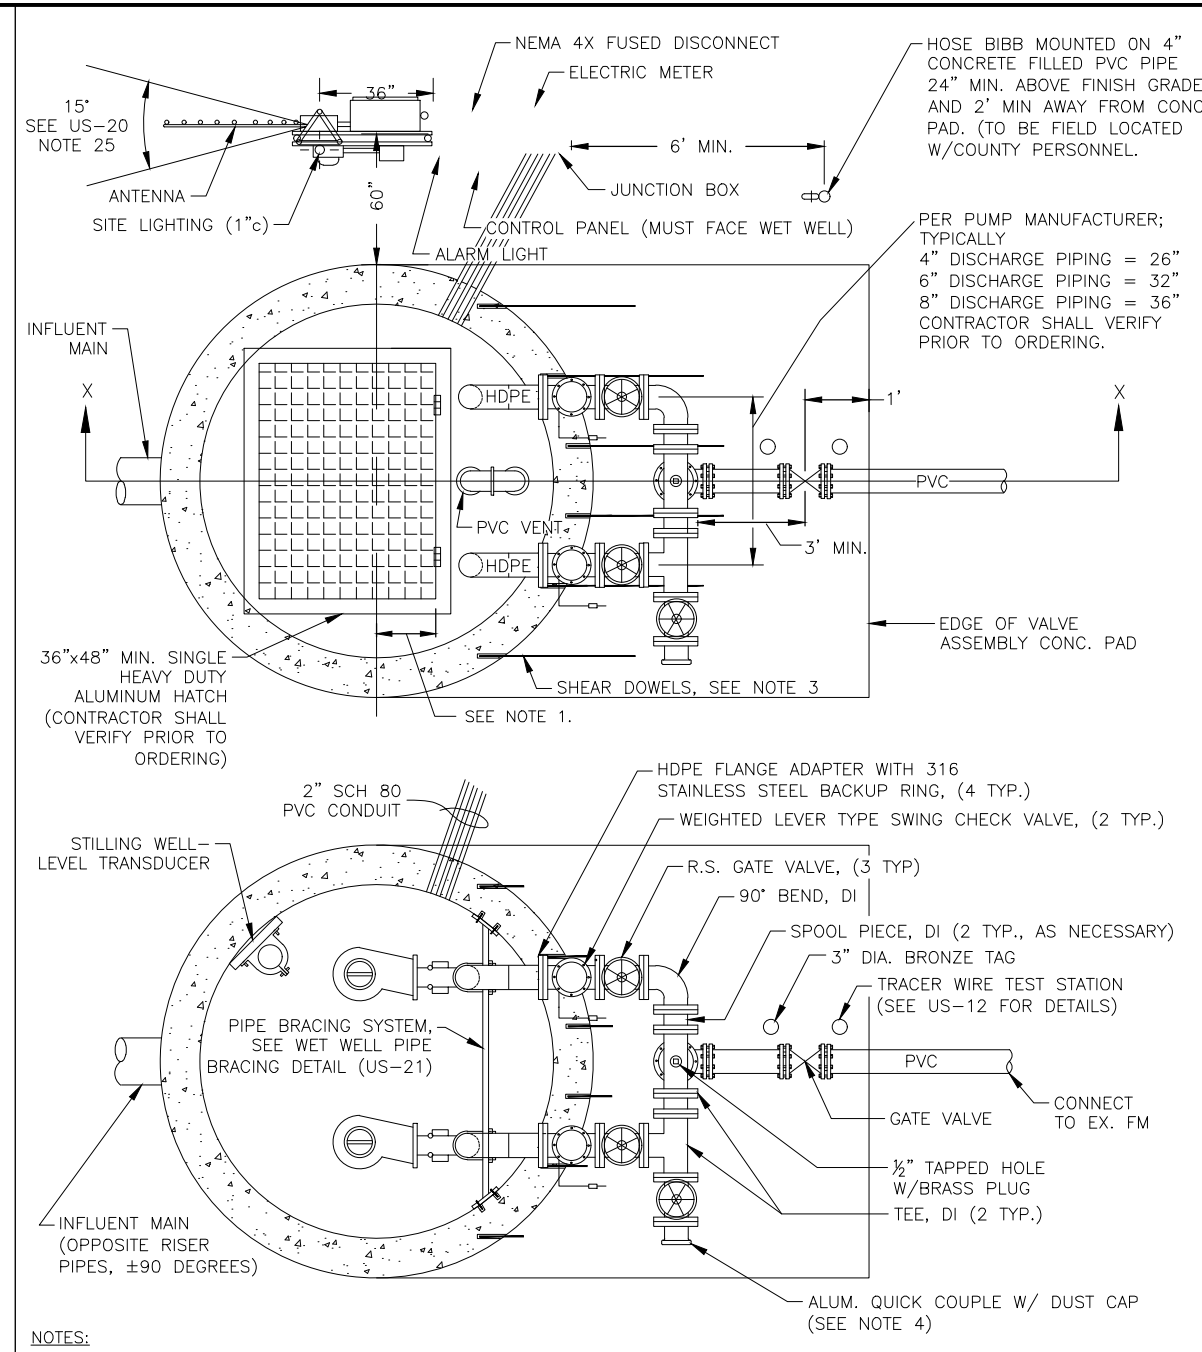 NEMA 4X FUSED DISCONNECT
ELECTRIC METER
HOSE BIBB MOUNTED ON 4"
CONCRETE FILLED PVC PIPE
24" MIN. ABOVE FINISH GRADE
AND 2' MIN AWAY FROM CONC
PAD. (TO BE FIELD LOCATED
W/COUNTY PERSONNEL.
36"
15°
SEE US-20
NOTE 25
6' MIN.
ANTENNA
SITE LIGHTING (1"c)
60"
JUNCTION BOX
CONTROL PANEL (MUST FACE WET WELL)
ALARM LIGHT
PER PUMP MANUFACTURER;
TYPICALLY
4" DISCHARGE PIPING = 26"
6" DISCHARGE PIPING = 32"
8" DISCHARGE PIPING = 36"
CONTRACTOR SHALL VERIFY
PRIOR TO ORDERING.
INFLUENT
MAIN
X
HDPE
1'
X
PVC
PVC VENT
3' MIN.
HDPE
EDGE OF VALVE
ASSEMBLY CONC. PAD
36"x48" MIN. SINGLE
HEAVY DUTY
ALUMINUM HATCH
(CONTRACTOR SHALL
VERIFY PRIOR TO
ORDERING)
SHEAR DOWELS, SEE NOTE 3
SEE NOTE 1.
2" SCH 80
PVC CONDUIT
HDPE FLANGE ADAPTER WITH 316
STAINLESS STEEL BACKUP RING, (4 TYP.)
WEIGHTED LEVER TYPE SWING CHECK VALVE, (2 TYP.)
STILLING WELL-
LEVEL TRANSDUCER
R.S. GATE VALVE, (3 TYP)
90° BEND, DI
SPOOL PIECE, DI (2 TYP., AS NECESSARY)
3" DIA. BRONZE TAG
TRACER WIRE TEST STATION
(SEE US-12 FOR DETAILS)
PIPE BRACING SYSTEM,
SEE WET WELL PIPE
BRACING DETAIL (US-21)
PVC
CONNECT
TO EX. FM
GATE VALVE
½" TAPPED HOLE
W/BRASS PLUG
TEE, DI (2 TYP.)
INFLUENT MAIN
(OPPOSITE RISER
PIPES, ±90 DEGREES)
ALUM. QUICK COUPLE W/ DUST CAP
(SEE NOTE 4)
NOTES: